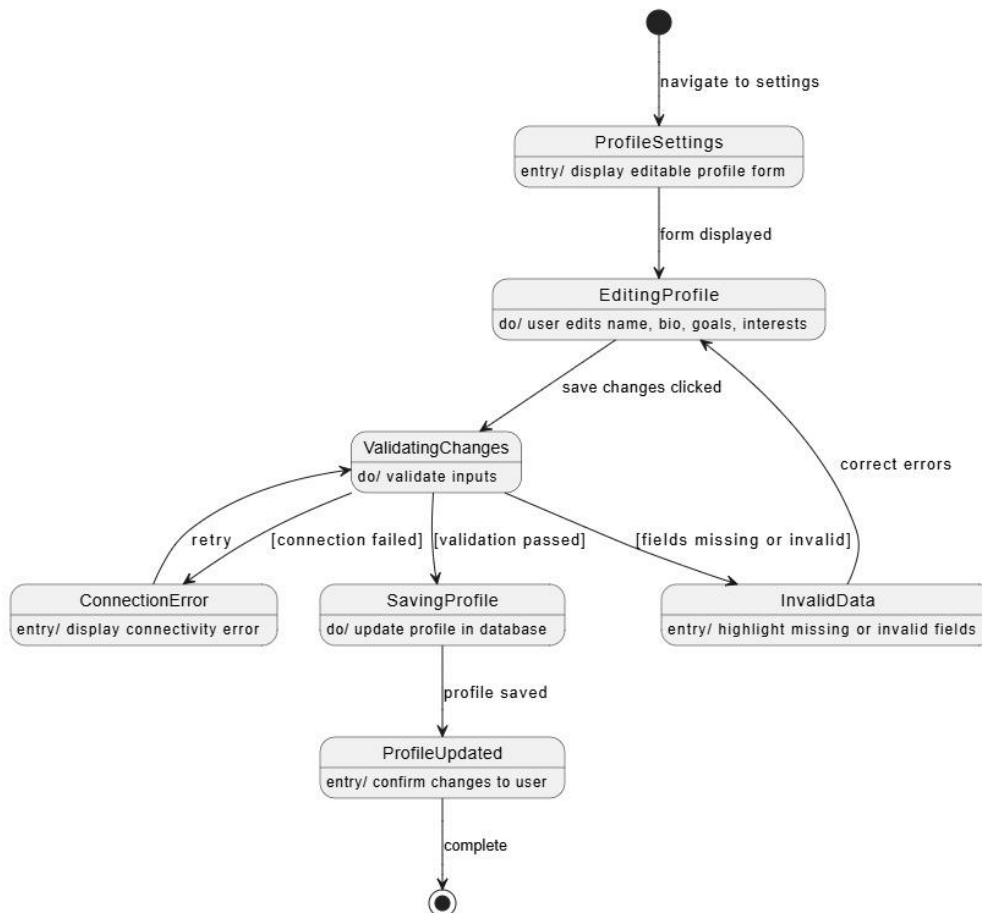 navigate to settings
ProfileSettings
entry/ display editable profile form
form displayed
EditingProfile
do/ user edits name, bio, goals, interests
save changes clicked
ValidatingChanges
do/ validate inputs
correct errors
retry
[connection failed]
[validation passed]
[fields missing or invalid]
ConnectionError
entry/ display connectivity error
SavingProfile
do/ update profile in database
InvalidData
entry/ highlight missing or invalid fields
profile saved
ProfileUpdated
entry/ confirm changes to user
complete